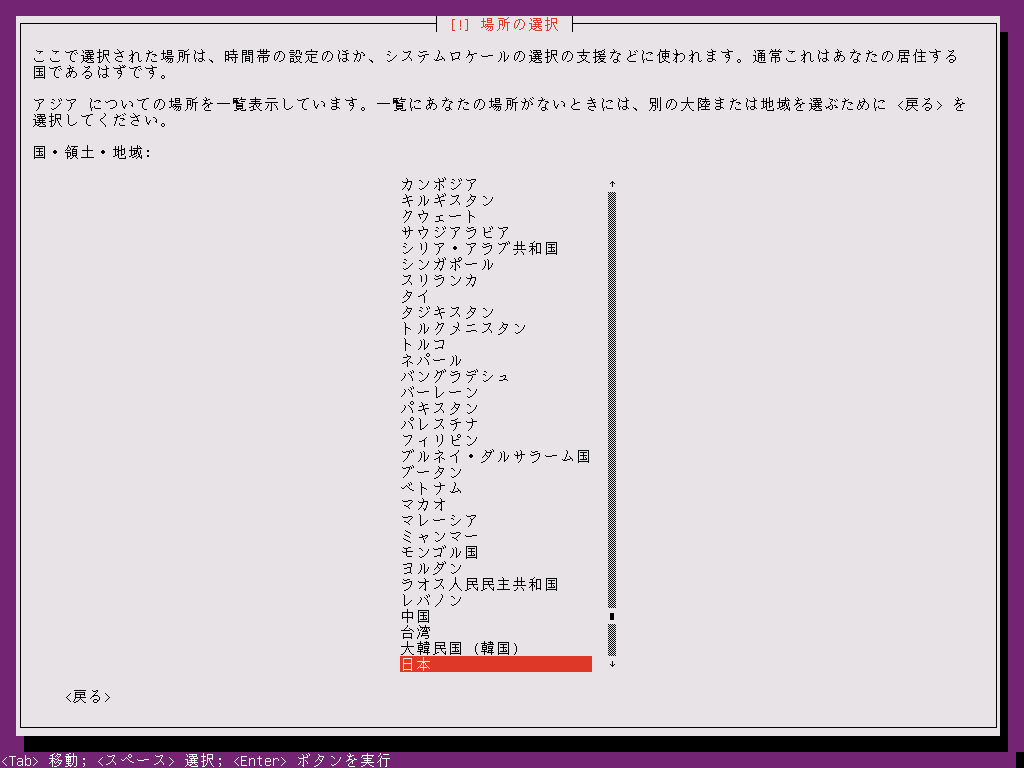 [!] 場所の選択
ここで選択された場所は、時間帯の設定のほか、システムロケールの選択の支援などに使われます。通常これはあなたの居住する
国であるはずです。
アジア についての場所を一覧表示しています。一覧にあなたの場所がないときには、別の大陸または地域を選ぶために <戻る> を
選択してください。
国・領土・地域:
カンボジア
キルギスタン
クウェート
サウジアラビア
シリア・アラブ共和国
シンガポール
スリランカ
タイ
タジキスタン
トルクメニスタン
トルコ
ネパール
バングラデシュ
バーレーン
パキスタン
パレスチナ
フィリピン
ブルネイ・ダルサラーム国
ブータン
ベトナム
マカオ
マレーシア
ミャンマー
モンゴル国
ヨルダン
ラオス人民民主共和国
レバノン
中国
台湾
大韓民国 (韓国)
日本
<戻る>
<Tab> 移動; <スペース> 選択; <Enter> ボタンを実行